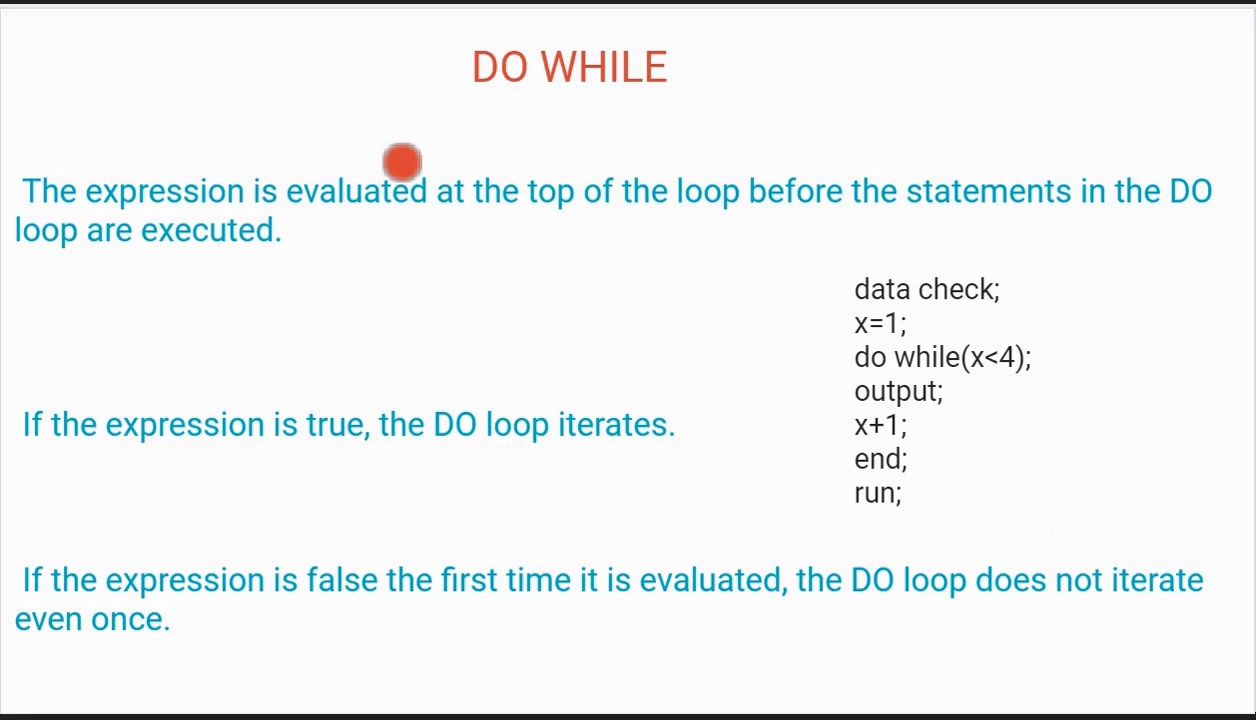 DO WHILE
The expression is evaluated at the top of the loop before the statements in the DO
loop are executed.
data check;
x=1;
do while(x<4);
output;
x+1;
end;
run;
If the expression is true, the DO loop iterates.
If the expression is false the first time it is evaluated, the DO loop does not iterate
even once.